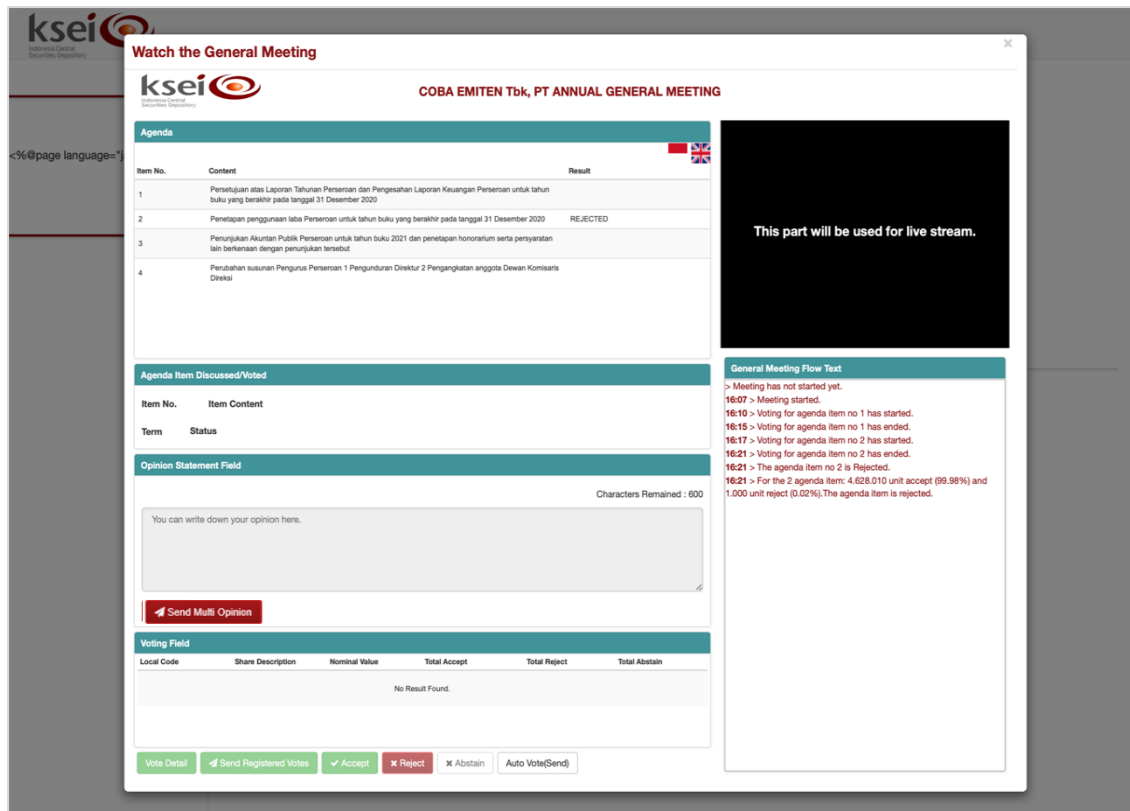 ksei
Indonesia Central
Securities Depository
<%@page language="j
Watch the General Meeting
×
ksei
Indonesia Central
Securities Depository
COBA EMITEN Tbk, PT ANNUAL GENERAL MEETING
Agenda
Item No. Content Result
1 Persetujuan atas Laporan Tahunan Perseroan dan Pengesahan Laporan Keuangan Perseroan untuk tahun
buku yang berakhir pada tanggal 31 Desember 2020
2 Penetapan penggunaan laba Perseroan untuk tahun buku yang berakhir pada tanggal 31 Desember 2020 REJECTED
3 Penunjukan Akuntan Publik Perseroan untuk tahun buku 2021 dan penetapan honorarium serta persyaratan
lain berkenaan dengan penunjukan tersebut
4 Perubahan susunan Pengurus Perseroan 1 Pengunduran Direktur 2 Pengangkatan anggota Dewan Komisaris
Direksi
This part will be used for live stream.
Agenda Item Discussed/Voted
Item No. Item Content
Term Status
Opinion Statement Field
Characters Remained : 600
You can write down your opinion here.
Send Multi Opinion
Voting Field
Local Code Share Description Nominal Value Total Accept Total Reject Total Abstain
No Result Found.
Vote Detail Send Registered Votes Accept Reject Abstain Auto Vote(Send)
General Meeting Flow Text
> Meeting has not started yet.
16:07 > Meeting started.
16:10 > Voting for agenda item no 1 has started.
16:15 > Voting for agenda item no 1 has ended.
16:17 > Voting for agenda item no 2 has started.
16:21 > Voting for agenda item no 2 has ended.
16:21 > The agenda item no 2 is Rejected.
16:21 > For the 2 agenda item: 4.628.010 unit accept (99.98%) and
1.000 unit reject (0.02%).The agenda item is rejected.